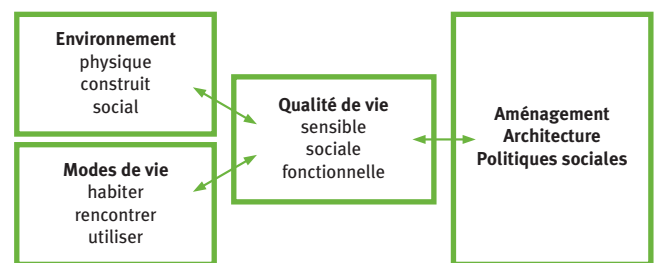 Environnement
physique
construit
social
Modes de vie
habiter
rencontrer
utiliser
Qualité de vie
sensible
sociale
fonctionnelle
Aménagement
Architecture
Politiques sociales